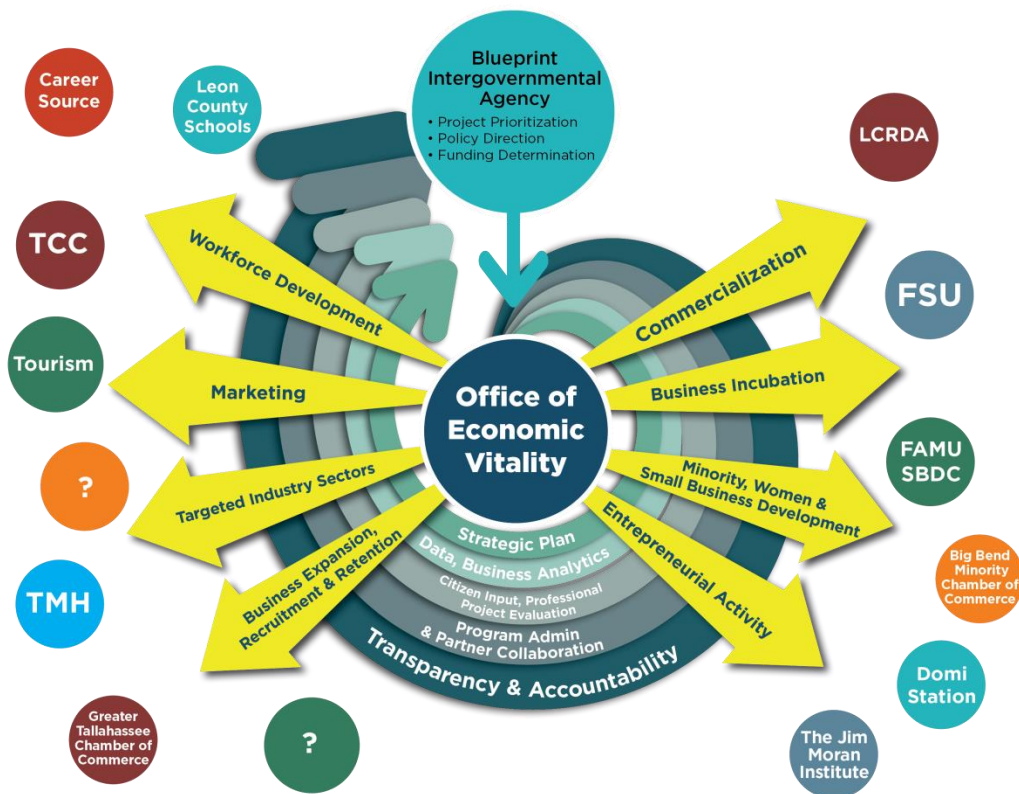 Blueprint
Intergovernmental
Agency
• Project Prioritization
• Policy Direction
• Funding Determination
Career
Source
Leon
County
Schools
LCRDA
TCC
Workforce Development
Commercialization
FSU
Tourism
Marketing
Business Incubation
Office of
Economic
Vitality
?
Targeted Industry Sectors
Minority, Women &
Small Business Development
FAMU
SBDC
TMH
Business Expansion,
Recruitment & Retention
Entrepreneurial Activity
Big Bend
Minority
Chamber of
Commerce
Strategic Plan
Data, Business Analytics
Citizen Input, Professional
Project Evaluation
Program Admin
& Partner Collaboration
Transparency & Accountability
Domi
Station
Greater
Tallahassee
Chamber of
Commerce
?
The Jim
Moran
Institute